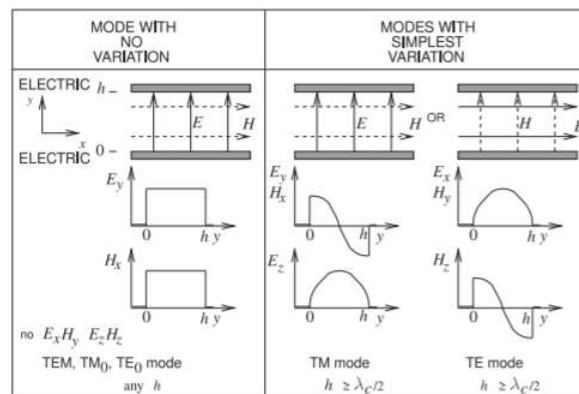 MODE WITH
NO
VARIATION
MODES WITH
SIMPLEST
VARIATION
ELECTRIC h
y
E H
x
ELECTRIC 0
E H OR
H
E_y
0 h y
H_x
0 h y
no E_x H_y E_z H_z
TEM, TM_0, TE_0 mode
any h
E_y
H_x
0 h y
E_z
0 h y
TM mode
h ≥ λ_c/2
E_x
H_y
0 h y
H_z
0 h y
TE mode
h ≥ λ_c/2